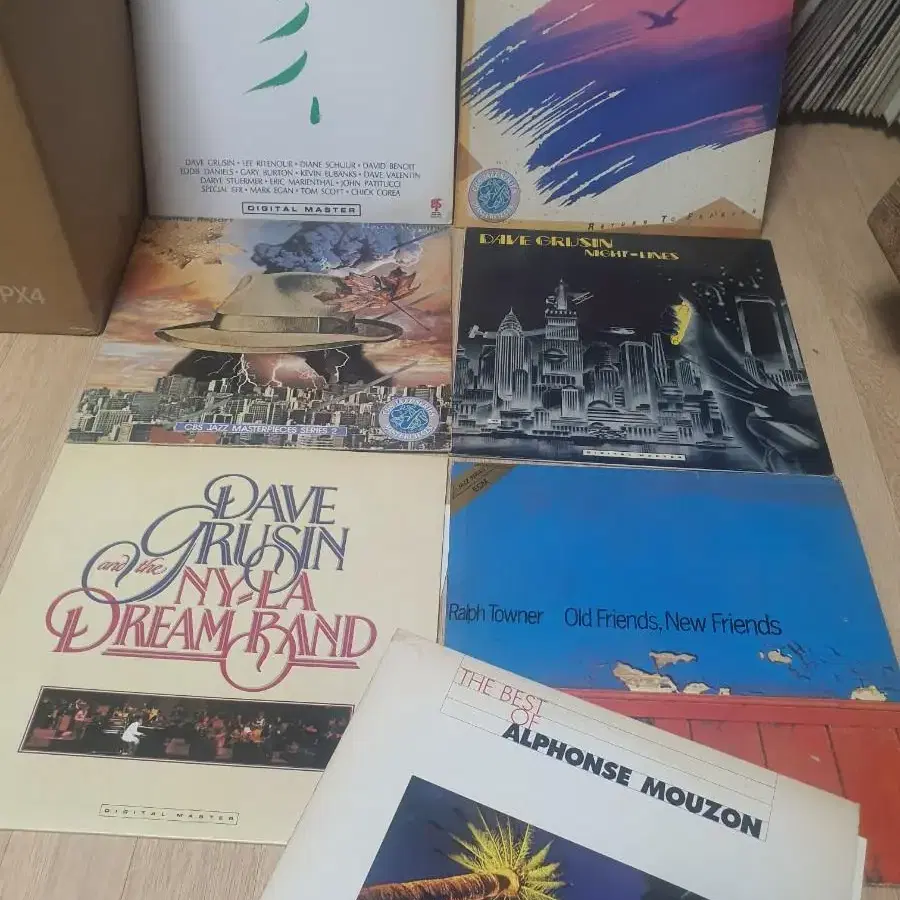 DAVE GRUSIN • LEE RITENOUR • DIANE SCHUUR • DAVID BENOIT
EDDIE DANIELS • GARY BURTON • KEVIN EUBANKS • DAVE VALENTIN
DARYL STUERMER • ERIC MARIENTHAL • JOHN PATITUCCI
SPECIAL EFX • MARK EGAN • TOM SCOTT • CHICK COREA
DIGITAL MASTER
RETURN TO FOREVER
PX4
CBS JAZZ MASTERPIECES SERIES 2
DAVE GRUSIN
NIGHT-LINES
DIGITAL MASTER
DAVE
GRUSIN
and the
NY-LA
DREAM BAND
DIGITAL MASTER
Ralph Towner Old Friends, New Friends
THE BEST
OF
ALPHONSE MOUZON